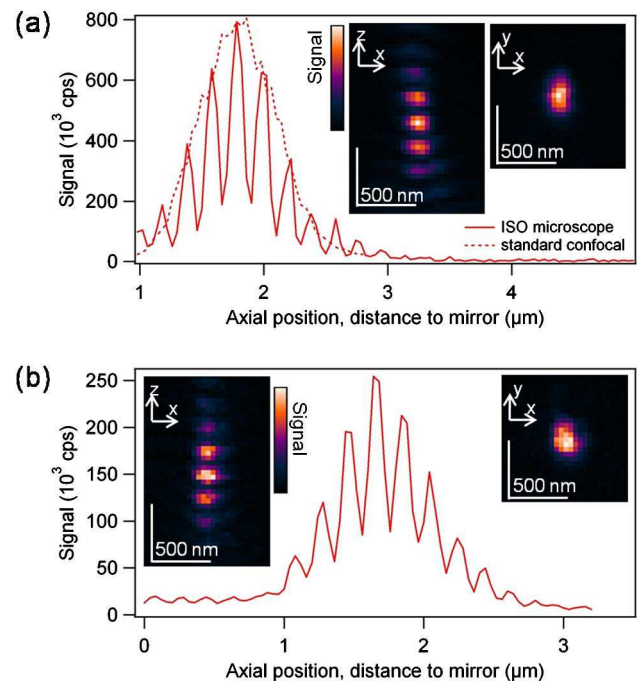 (a)
800
600
400
200
0
Signal (10³ cps)
Signal
z
x
500 nm
y
x
500 nm
ISO microscope
standard confocal
1 2 3 4
Axial position, distance to mirror (µm)
(b)
250
200
150
100
50
0
Signal (10³ cps)
z
x
500 nm
Signal
y
x
500 nm
0 1 2 3
Axial position, distance to mirror (µm)